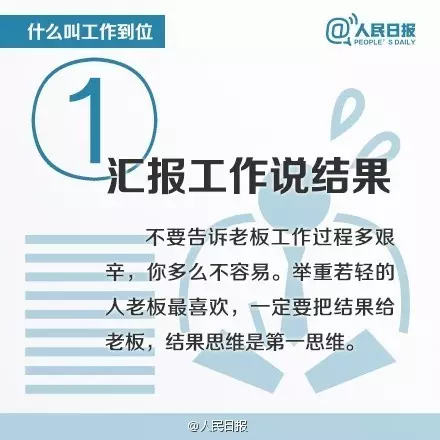 什么叫工作到位
@人民日报
PEOPLE'S DAILY
1
汇报工作说结果
不要告诉老板工作过程多艰
辛，你多么不容易。举重若轻的
人老板最喜欢，一定要把结果给
老板，结果思维是第一思维。
@人民日报